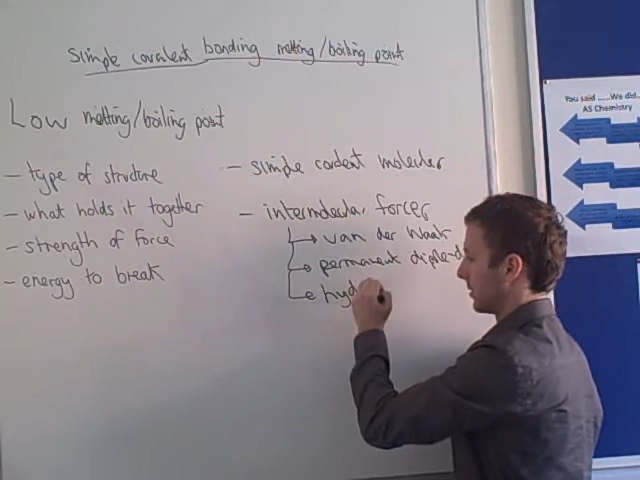 Simple covalent bonding melting/boiling point
Low melting/boiling point
- type of structure
- what holds it together
- strength of force
- energy to break
- simple covalent molecular
- intermolecular forces
van der Waals
permanent dipole-d
hyd
You said .....We did..
AS Chemistry